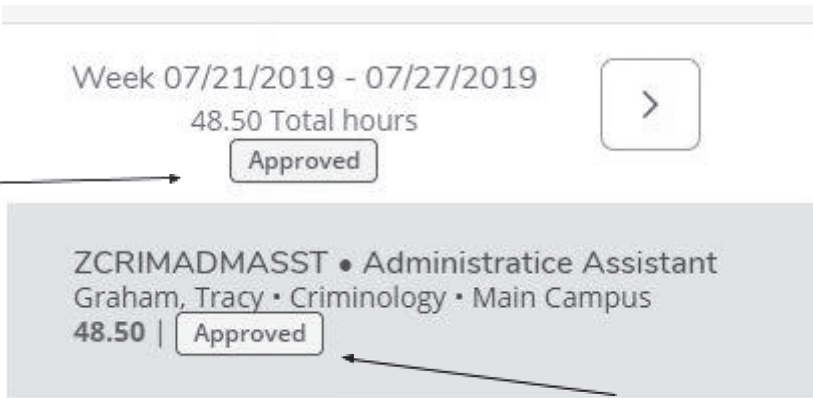 Week 07/21/2019 - 07/27/2019
48.50 Total hours
Approved
ZCRIMADMASST • Administratice Assistant
Graham, Tracy • Criminology • Main Campus
48.50 | Approved